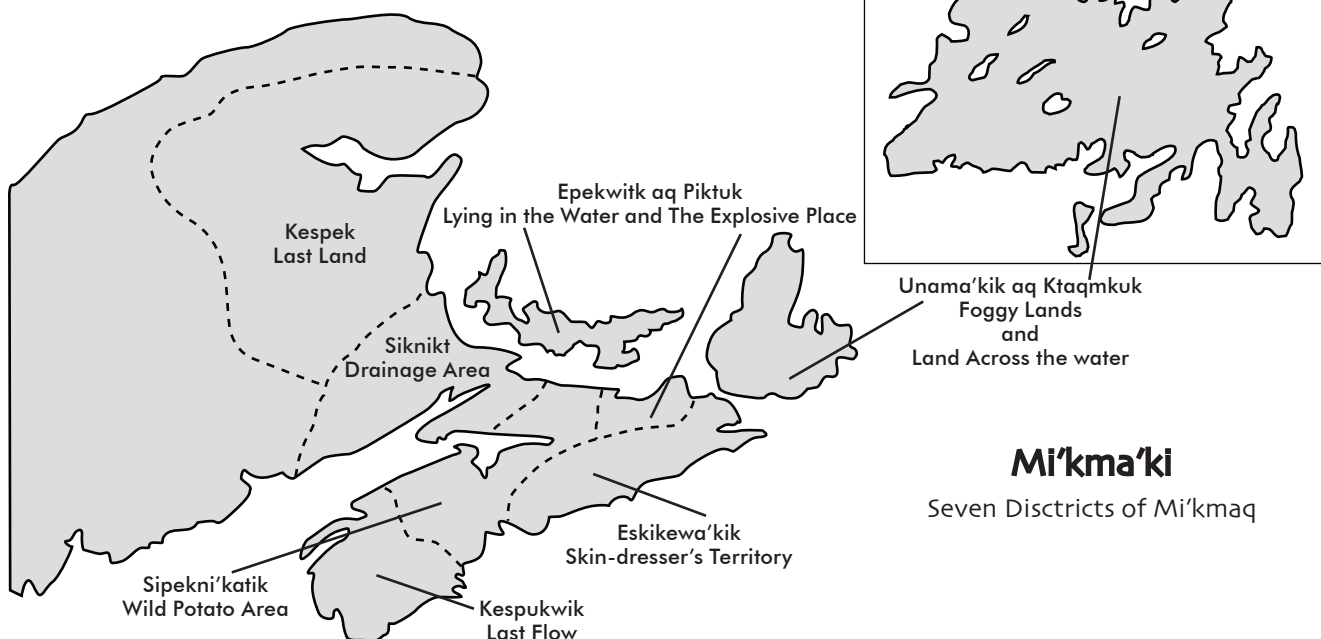 Epekwitk aq Piktuk
Lying in the Water and The Explosive Place
Kespek
Last Land
Unama'kik aq Ktaqmkuk
Foggy Lands
and
Land Across the water
Siknikt
Drainage Area
Mi'kma'ki
Seven Disctricts of Mi'kmaq
Eskikewa'kik
Skin-dresser's Territory
Sipekni'katik
Wild Potato Area
Kespukwik
Last Flow